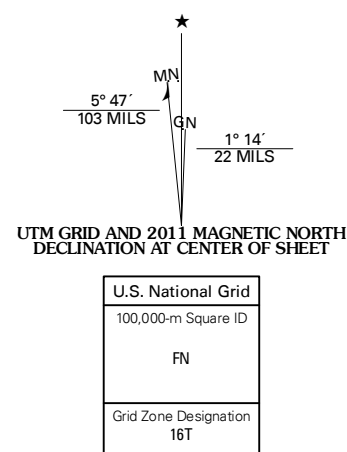 MN
5° 47´
103 MILS
GN
1° 14´
22 MILS
UTM GRID AND 2011 MAGNETIC NORTH
DECLINATION AT CENTER OF SHEET
U.S. National Grid
100,000-m Square ID
FN
Grid Zone Designation
16T